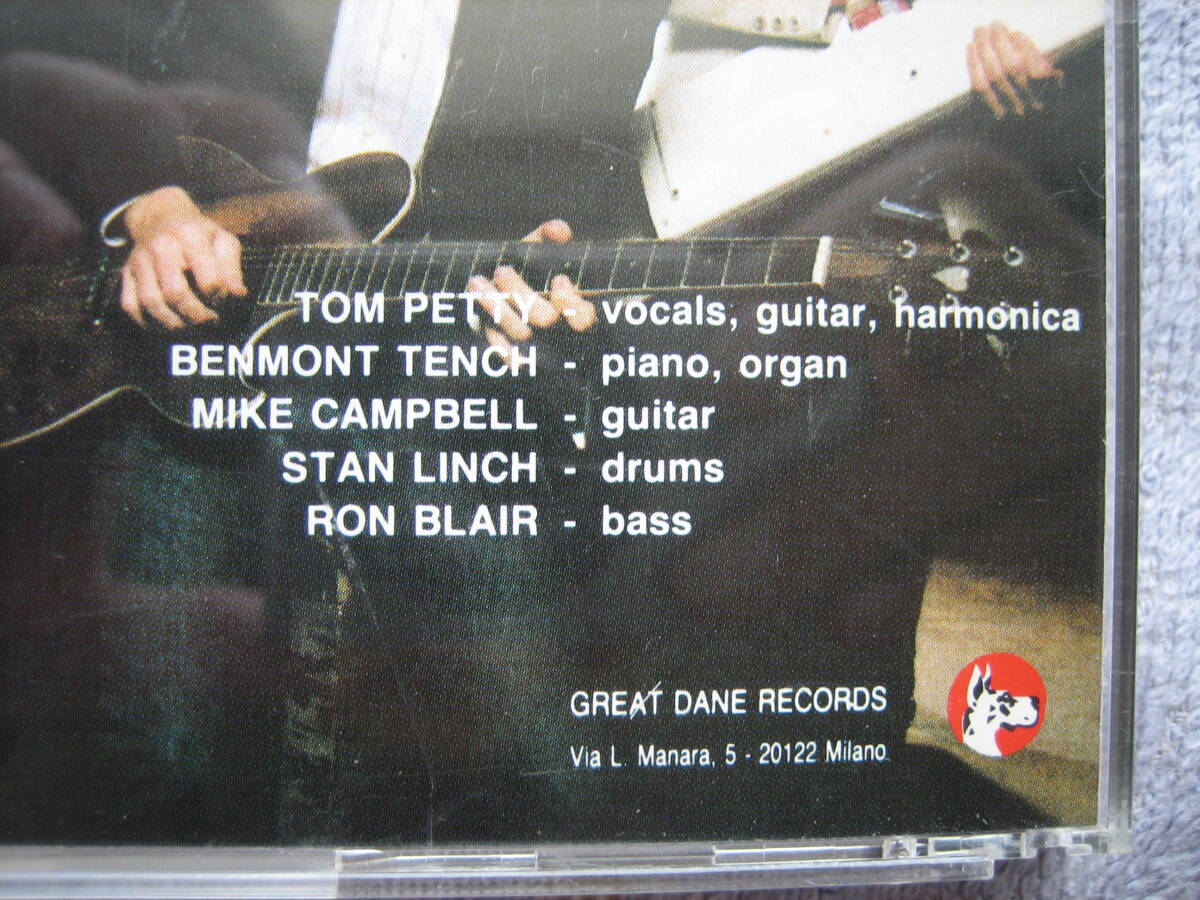 TOM PETTY - vocals, guitar, harmonica
BENMONT TENCH - piano, organ
MIKE CAMPBELL - guitar
STAN LINCH - drums
RON BLAIR - bass
GREAT DANE RECORDS
Via L. Manara, 5 - 20122 Milano